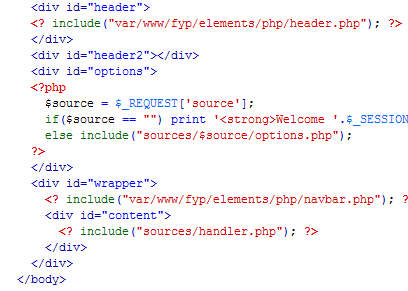 <div id="header">
<? include("var/www/fyp/elements/php/header.php"); ?>
</div>
<div id="header2"></div>
<div id="options">
<?php
$source = $_REQUEST['source'];
if($source == "") print '<strong>Welcome '.$_SESSION
else include("sources/$source/options.php");
?>
</div>
<div id="wrapper">
<? include("var/www/fyp/elements/php/navbar.php"); ?
<div id="content">
<? include("sources/handler.php"); ?>
</div>
</div>
</body>